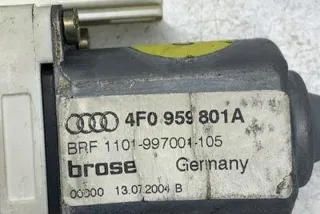 4F0 959 801A
BRF 1101-997001-105
brose Germany
00000 13.07.2004 B